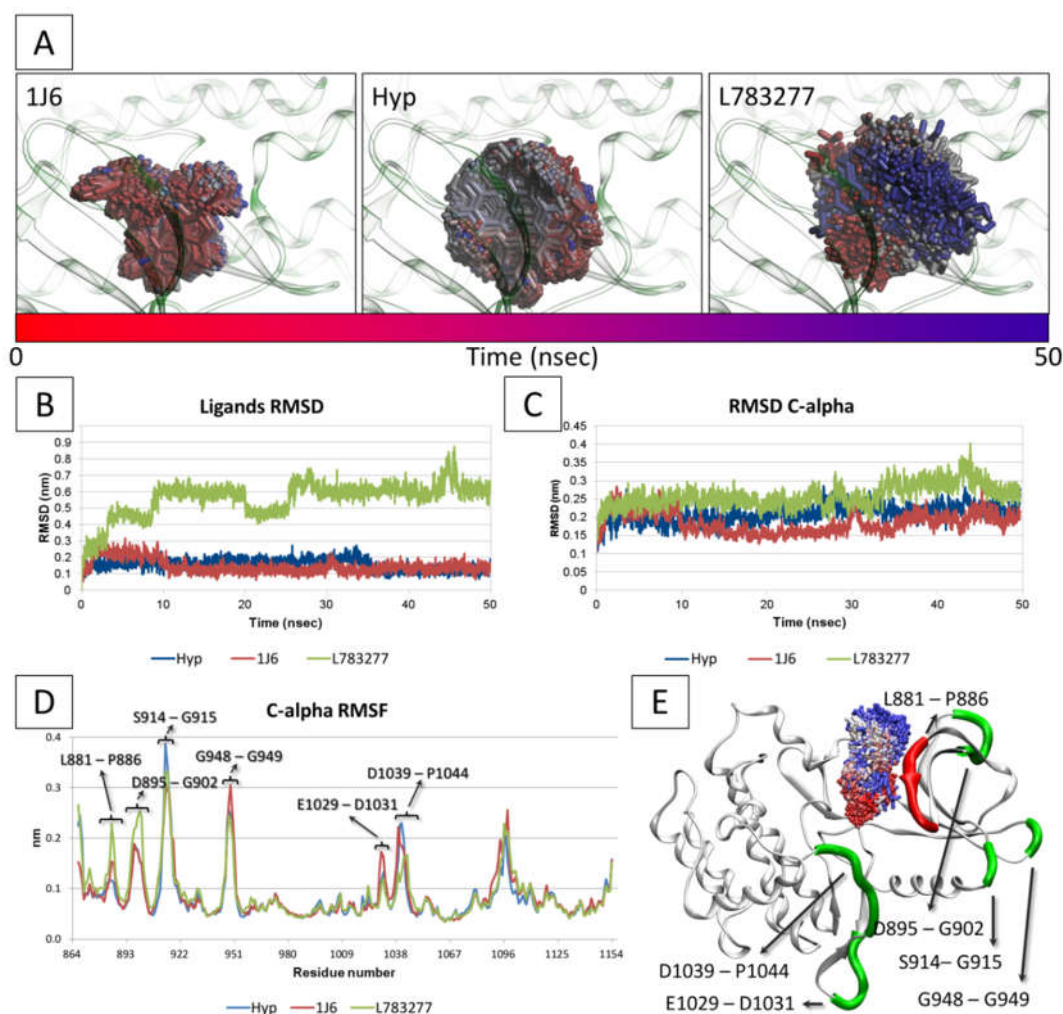 A
1J6
Hyp
L783277
0
Time (nsec)
50
B
Ligands RMSD
0.9
0.8
0.7
0.6
0.5
0.4
0.3
0.2
0.1
0
RMSD (nm)
0 10 20 30 40 50
Time (nsec)
Hyp 1J6 L783277
C
RMSD C-alpha
0.45
0.4
0.35
0.3
0.25
0.2
0.15
0.1
0.05
0
RMSD (nm)
0 10 20 30 40 50
Time (nsec)
Hyp 1J6 L783277
D
C-alpha RMSF
S914 – G915
L881 – P886
D895 – G902
G948 – G949
D1039 – P1044
E1029 – D1031
0.4
0.3
0.2
0.1
0.0
nm
864 893 922 951 980 1009 1038 1067 1096 1125 1154
Residue number
Hyp 1J6 L783277
E
L881 – P886
D895 – G902
S914– G915
G948 – G949
D1039 – P1044
E1029 – D1031